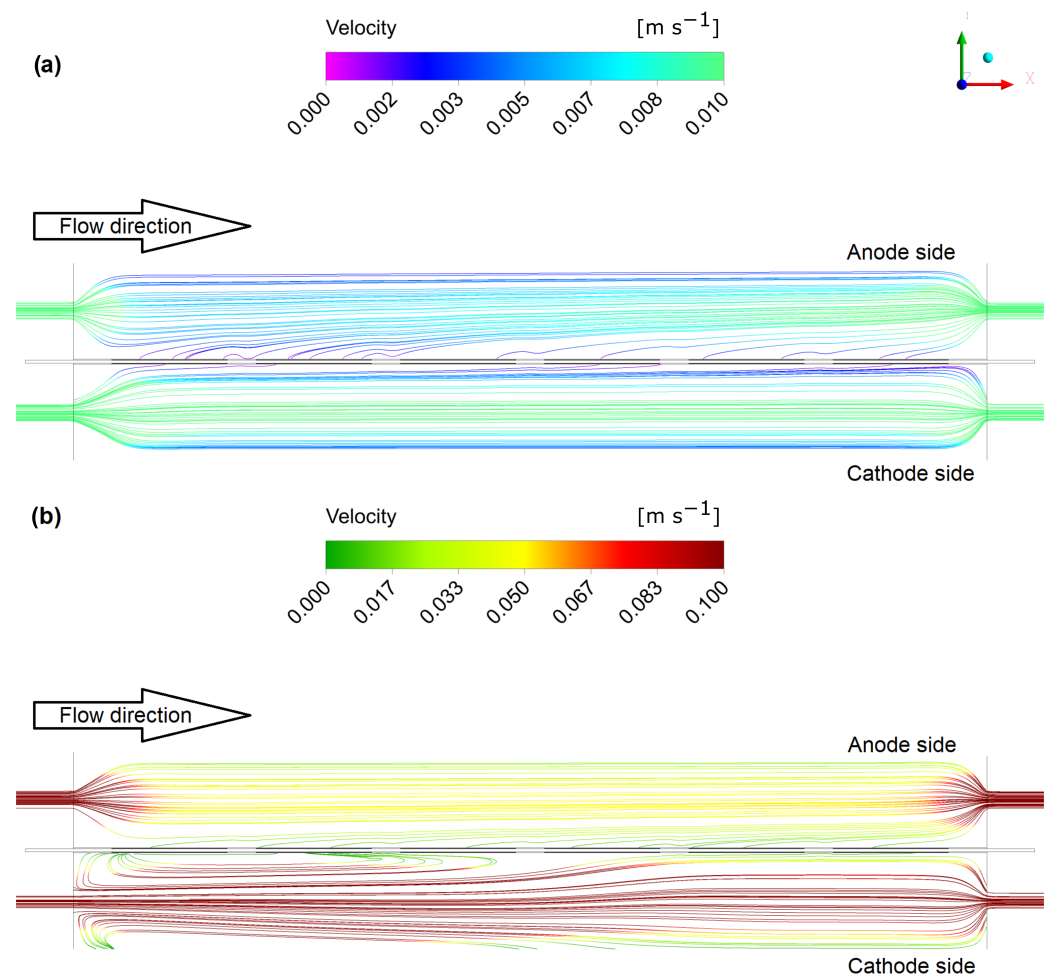 Velocity [m s⁻¹]
(a)
0.000 0.002 0.003 0.005 0.007 0.008 0.010
X
Z
Flow direction
Anode side
Cathode side
(b)
Velocity [m s⁻¹]
0.000 0.017 0.033 0.050 0.067 0.083 0.100
Flow direction
Anode side
Cathode side